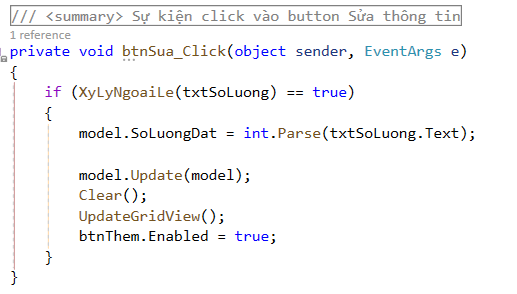 /// <summary> Sự kiện click vào button Sửa thông tin
1 reference
private void btnSua_Click(object sender, EventArgs e)
{
if (XyLyNgoaiLe(txtSoLuong) == true)
{
model.SoLuongDat = int.Parse(txtSoLuong.Text);
model.Update(model);
Clear();
UpdateGridView();
btnThem.Enabled = true;
}
}